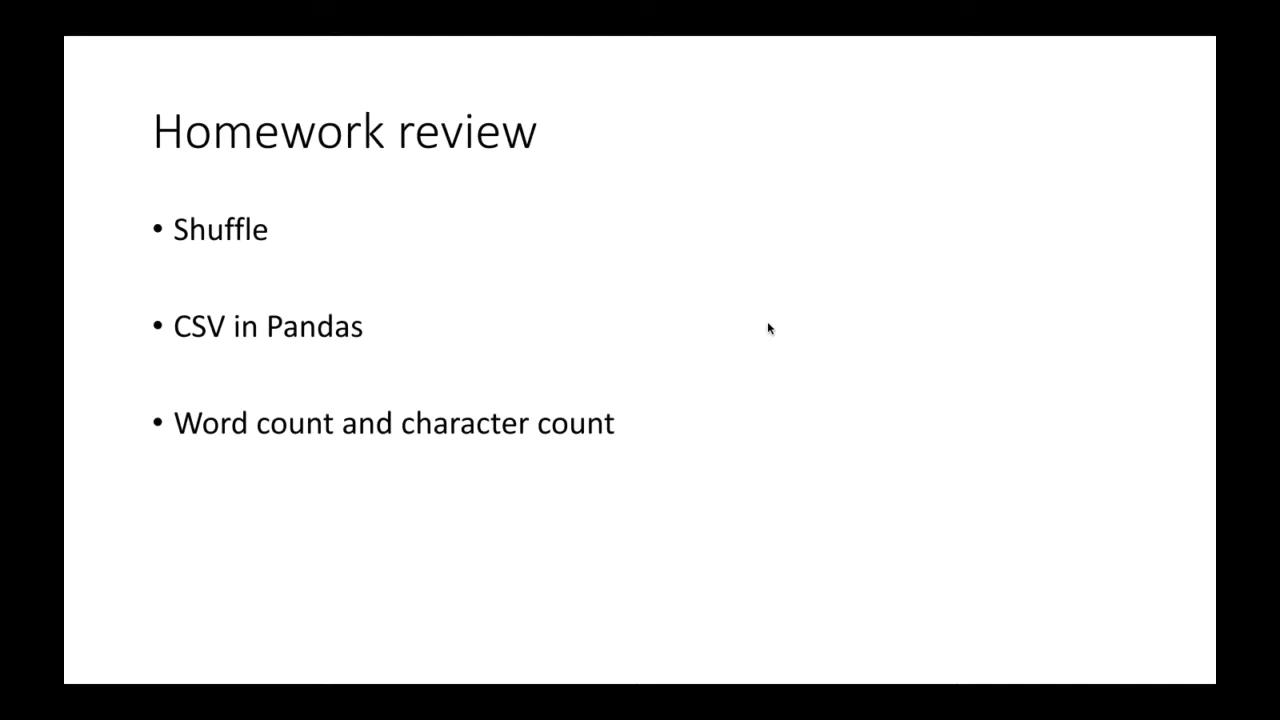 Homework review
• Shuffle
• CSV in Pandas
• Word count and character count